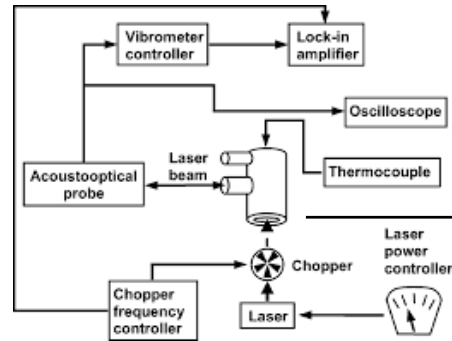 Vibrometer
controller
Lock-in
amplifier
Oscilloscope
Laser
beam
Acoustooptical
probe
Thermocouple
Laser
power
controller
Chopper
Chopper
frequency
controller
Laser